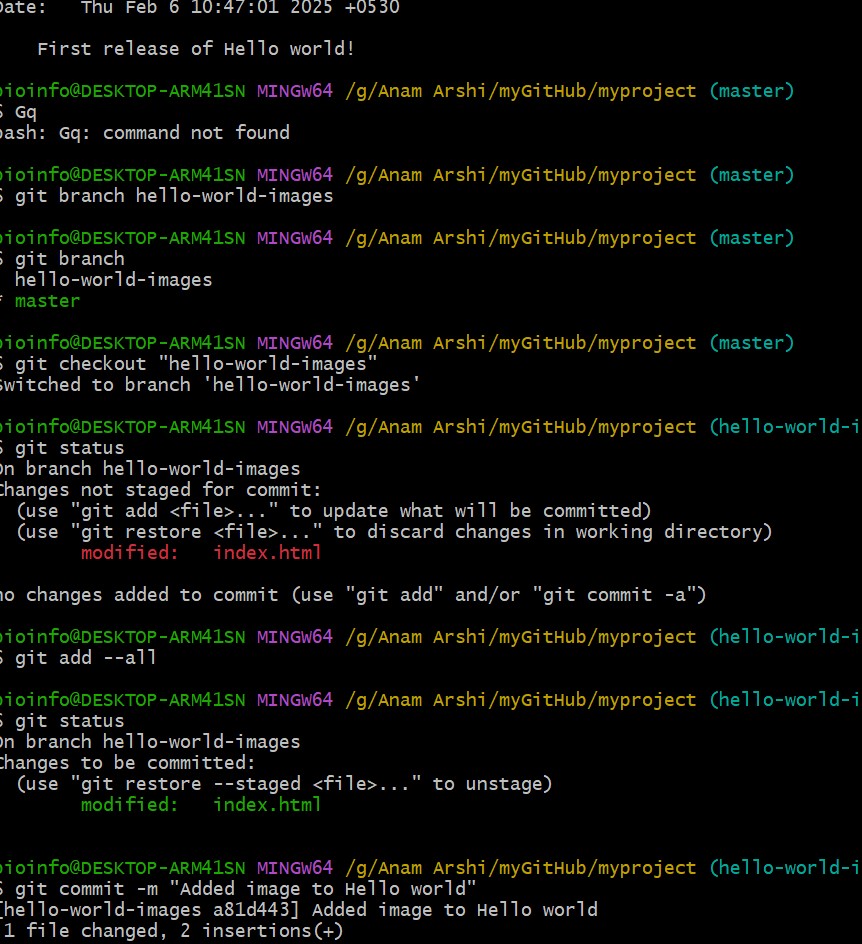 Date:   Thu Feb 6 10:47:01 2025 +0530
First release of Hello world!
bioinfo@DESKTOP-ARM41SN MINGW64 /g/Anam Arshi/myGitHub/myproject (master)
$ Gq
bash: Gq: command not found
bioinfo@DESKTOP-ARM41SN MINGW64 /g/Anam Arshi/myGitHub/myproject (master)
$ git branch hello-world-images
bioinfo@DESKTOP-ARM41SN MINGW64 /g/Anam Arshi/myGitHub/myproject (master)
$ git branch
hello-world-images
* master
bioinfo@DESKTOP-ARM41SN MINGW64 /g/Anam Arshi/myGitHub/myproject (master)
$ git checkout "hello-world-images"
Switched to branch 'hello-world-images'
bioinfo@DESKTOP-ARM41SN MINGW64 /g/Anam Arshi/myGitHub/myproject (hello-world-i
$ git status
On branch hello-world-images
Changes not staged for commit:
(use "git add <file>..." to update what will be committed)
(use "git restore <file>..." to discard changes in working directory)
modified:   index.html
no changes added to commit (use "git add" and/or "git commit -a")
bioinfo@DESKTOP-ARM41SN MINGW64 /g/Anam Arshi/myGitHub/myproject (hello-world-i
$ git add --all
bioinfo@DESKTOP-ARM41SN MINGW64 /g/Anam Arshi/myGitHub/myproject (hello-world-i
$ git status
On branch hello-world-images
Changes to be committed:
(use "git restore --staged <file>..." to unstage)
modified:   index.html
bioinfo@DESKTOP-ARM41SN MINGW64 /g/Anam Arshi/myGitHub/myproject (hello-world-i
$ git commit -m "Added image to Hello world"
[hello-world-images a81d443] Added image to Hello world
1 file changed, 2 insertions(+)